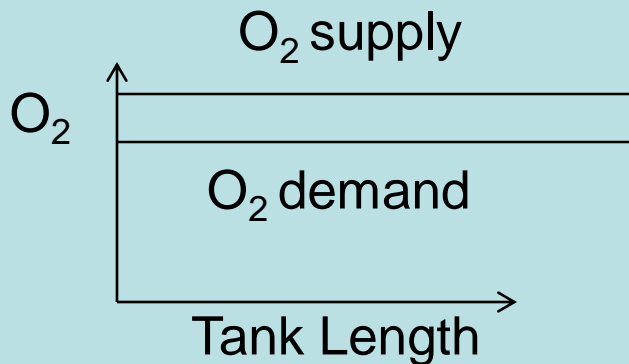 O₂ supply
O₂
O₂ demand
Tank Length